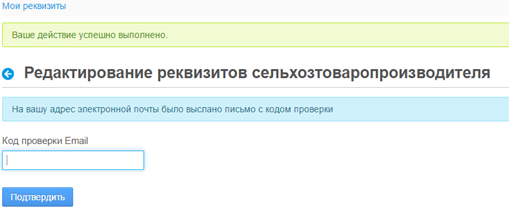 Мои реквизиты
Ваше действие успешно выполнено.
Редактирование реквизитов сельхозтоваропроизводителя
На вашу адрес электронной почты было выслано письмо с кодом проверки
Код проверки Email
Подтвердить